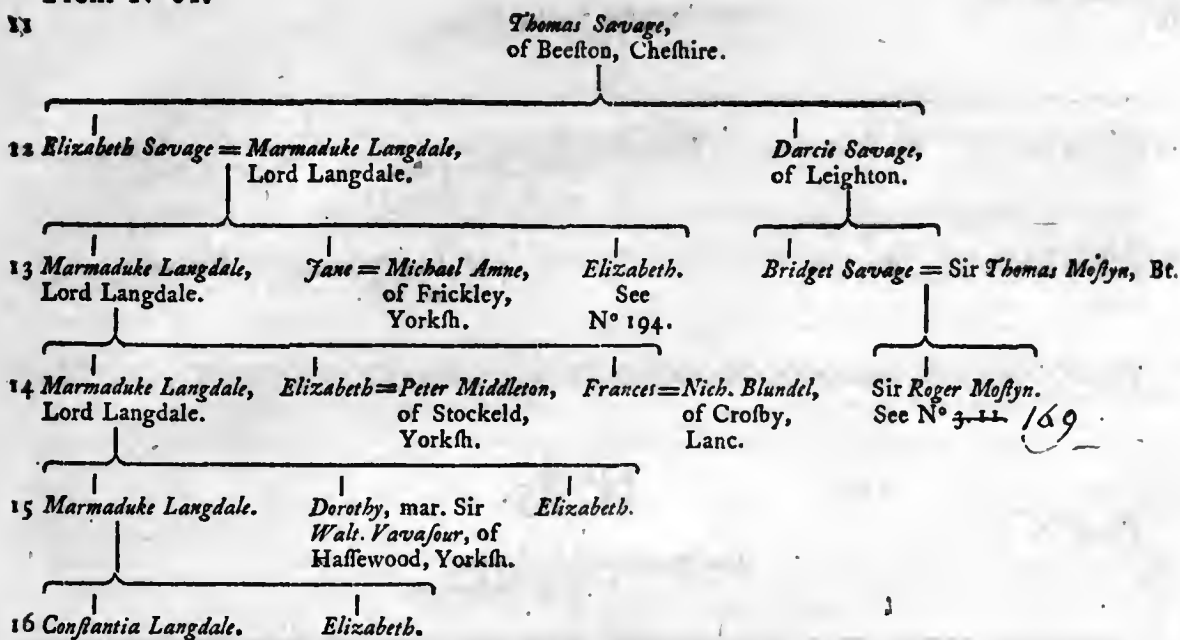 11 Thomas Savage,
of Beeſton, Cheſhire.
12 Elizabeth Savage = Marmaduke Langdale, Darcie Savage,
Lord Langdale. of Leighton.
13 Marmaduke Langdale, Jane = Michael Amne, Elizabeth. Bridget Savage = Sir Thomas Moſtyn, Bt.
Lord Langdale. of Frickley, See
Yorkſh. N° 194.
14 Marmaduke Langdale, Elizabeth = Peter Middleton, Frances = Nich. Blundel, Sir Roger Moſtyn.
Lord Langdale. of Stockeld, of Croſby, See N° 311 169
Yorkſh. Lanc.
15 Marmaduke Langdale. Dorothy, mar. Sir Elizabeth.
Walt. Vavaſour, of
Haſſewood, Yorkſh.
16 Conſtantia Langdale. Elizabeth.